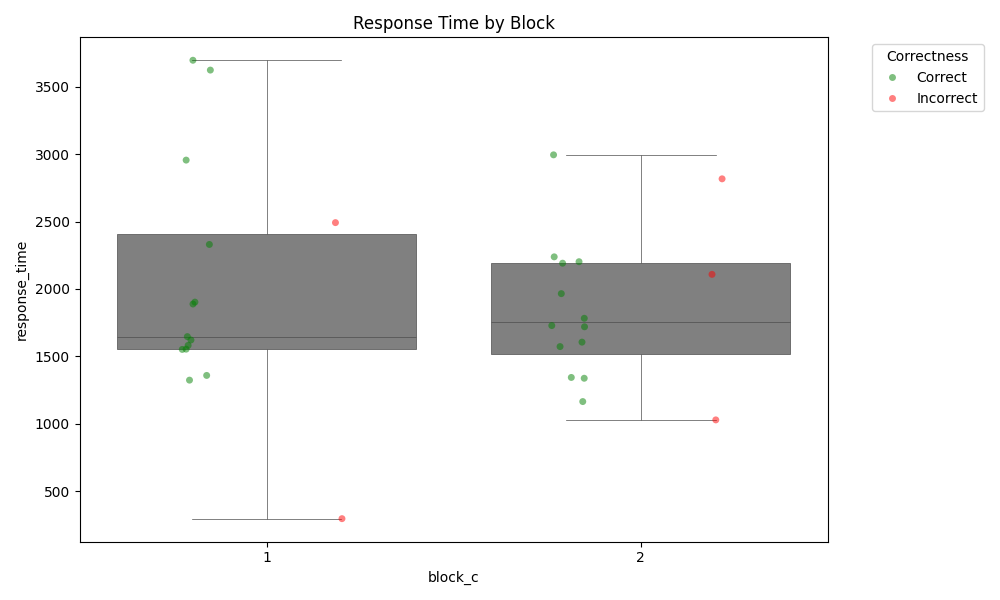 Response Time by Block
Correctness
Correct
Incorrect
3500
3000
2500
2000
1500
1000
500
response_time
1
2
block_c